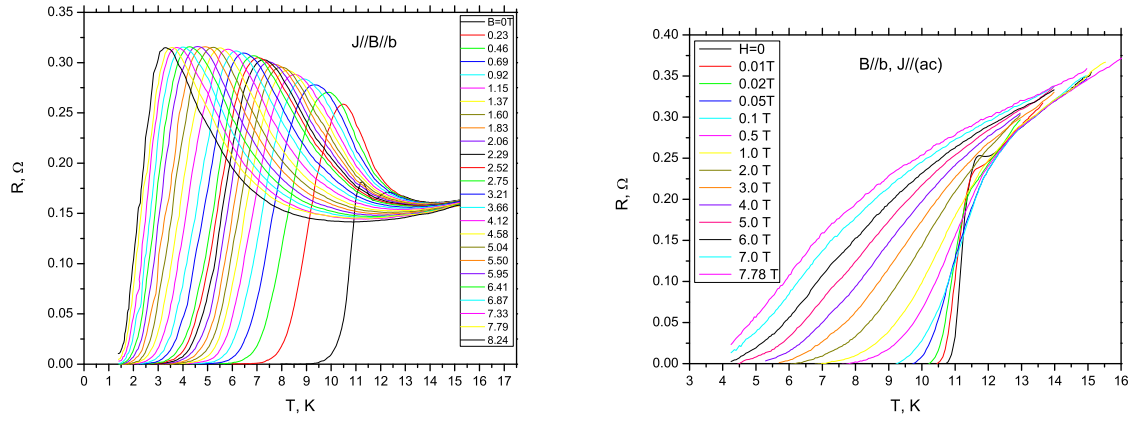 0.35
0.30
0.25
0.20
0.15
0.10
0.05
0.00
R, Ω
J//B//b
B=0T
0.23
0.46
0.69
0.92
1.15
1.37
1.60
1.83
2.06
2.29
2.52
2.75
3.21
3.66
4.12
4.58
5.04
5.50
5.95
6.41
6.87
7.33
7.79
8.24
0 1 2 3 4 5 6 7 8 9 10 11 12 13 14 15 16 17
T, K
0.40
0.35
0.30
0.25
0.20
0.15
0.10
0.05
0.00
R, Ω
H=0
0.01T
0.02T
0.05T
0.1 T
0.5 T
1.0 T
2.0 T
3.0 T
4.0 T
5.0 T
6.0 T
7.0 T
7.78 T
B//b, J//(ac)
3 4 5 6 7 8 9 10 11 12 13 14 15 16
T, K